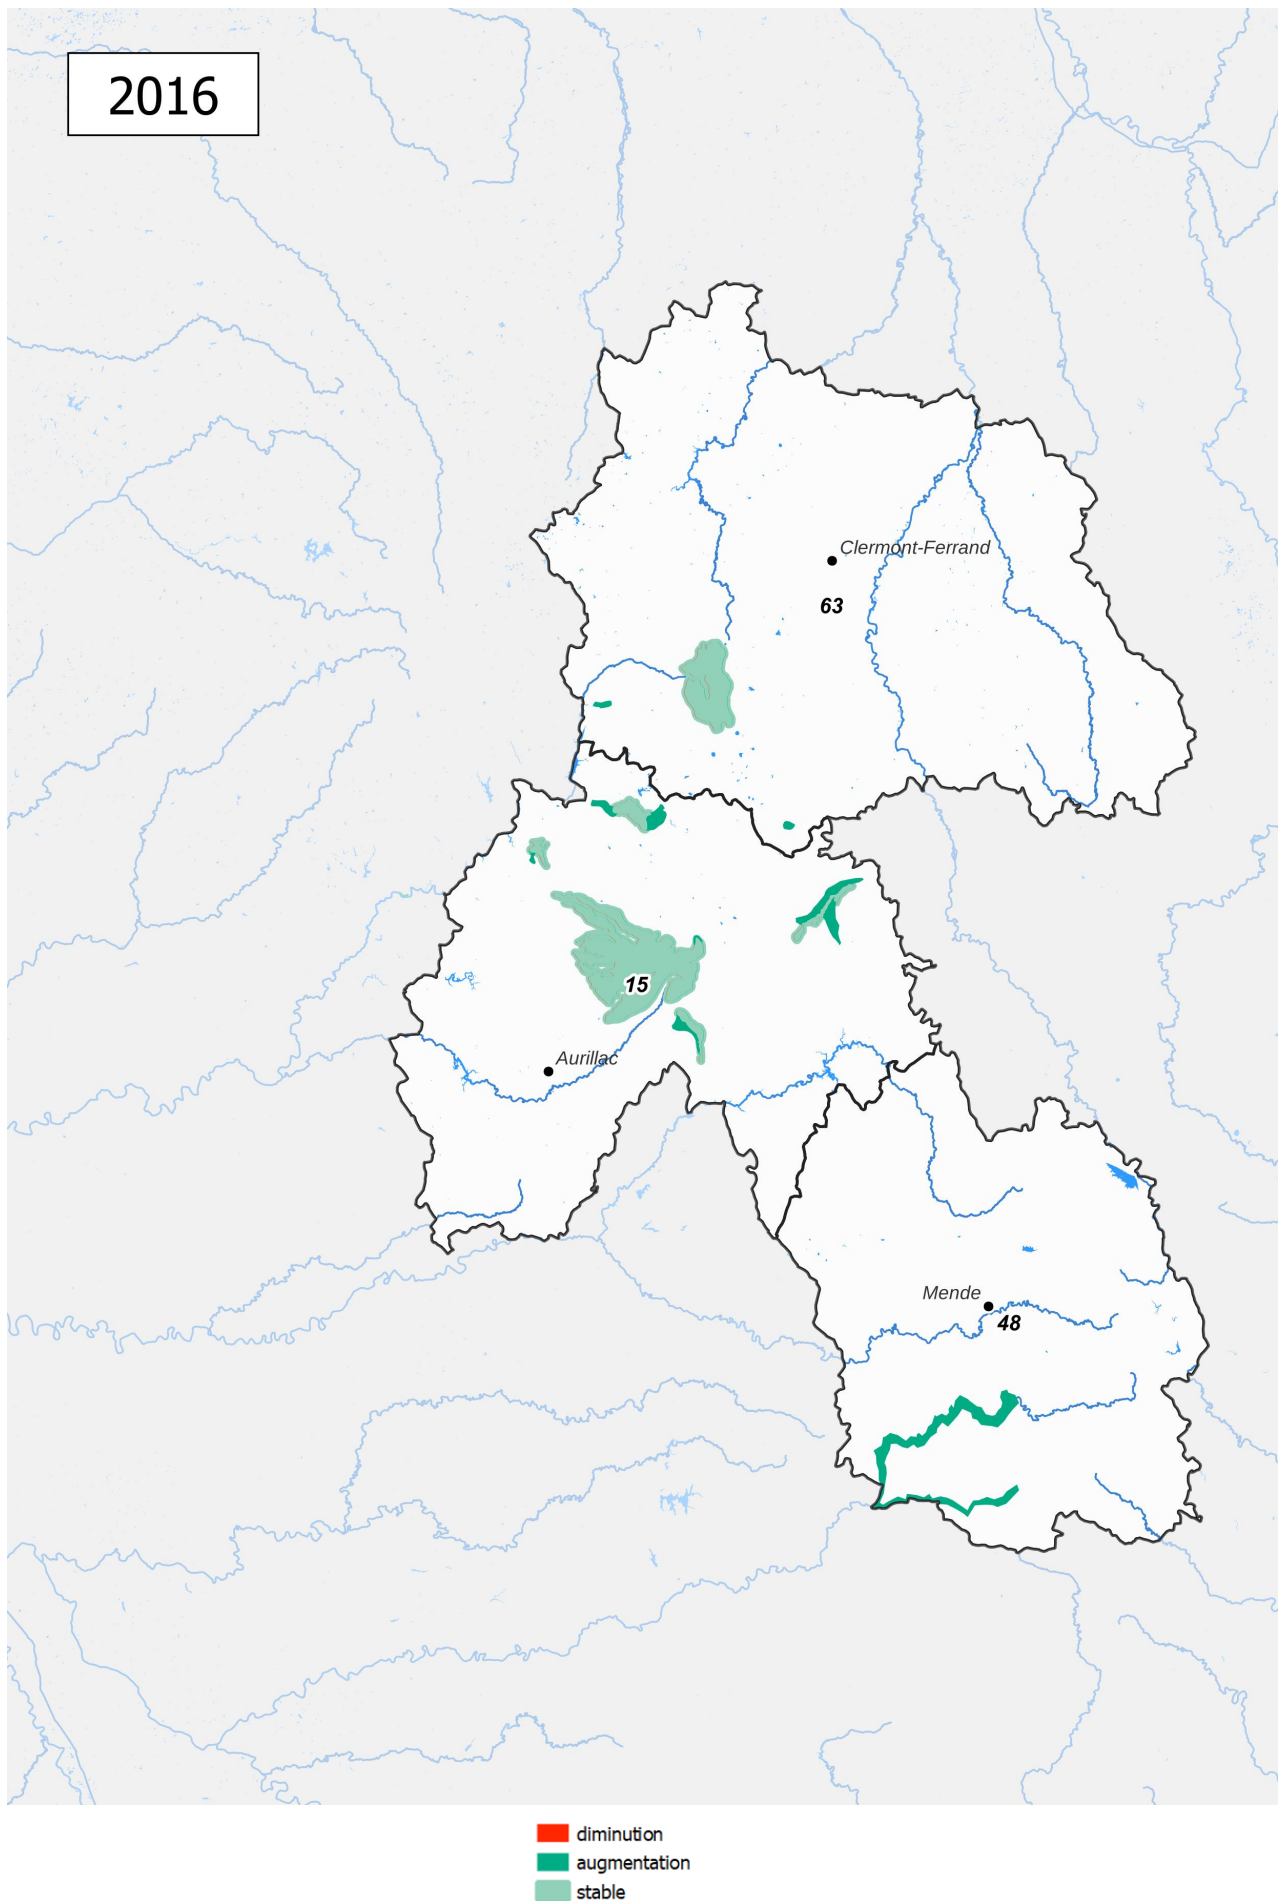 2016
Clermont-Ferrand
63
15
Aurillac
Mende
48
diminution
augmentation
stable